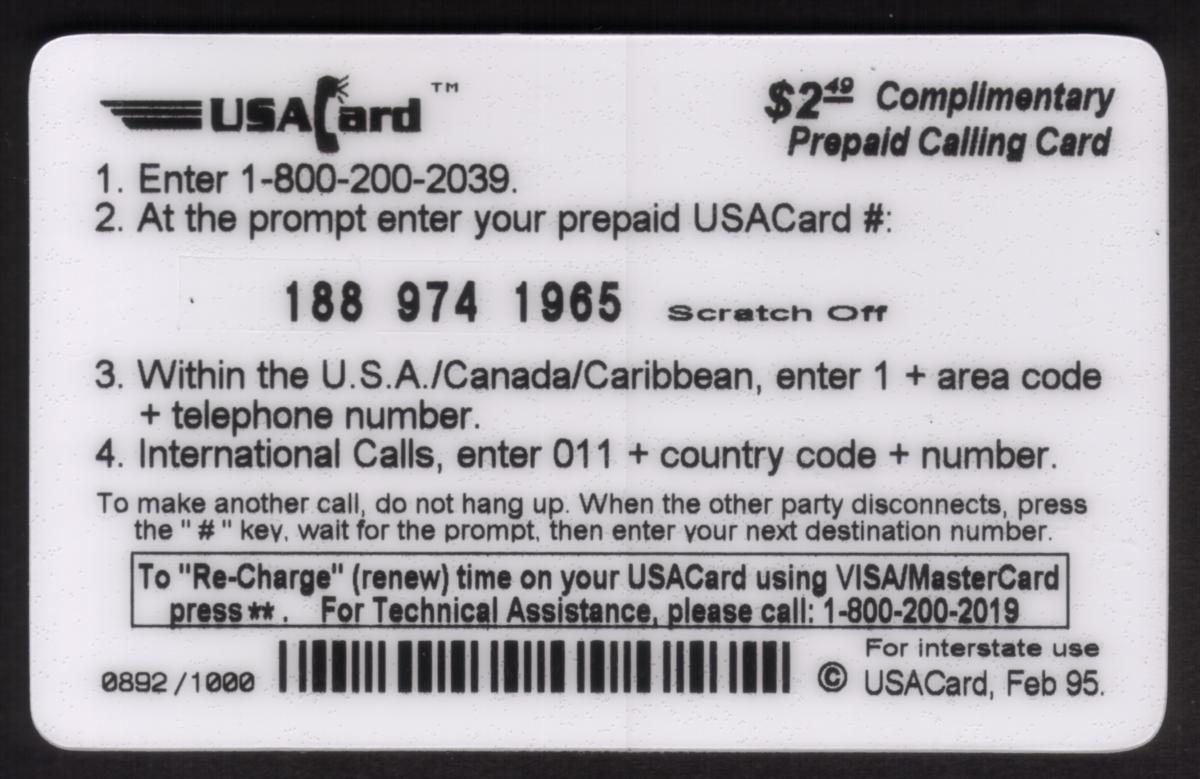 USACard ™
$2.49 Complimentary
Prepaid Calling Card
1. Enter 1-800-200-2039.
2. At the prompt enter your prepaid USACard #:
188 974 1965 Scratch Off
3. Within the U.S.A./Canada/Caribbean, enter 1 + area code
+ telephone number.
4. International Calls, enter 011 + country code + number.
To make another call, do not hang up. When the other party disconnects, press
the "#" key, wait for the prompt, then enter your next destination number.
To "Re-Charge" (renew) time on your USACard using VISA/MasterCard
press **. For Technical Assistance, please call: 1-800-200-2019
0892/1000
For interstate use
© USACard, Feb 95.